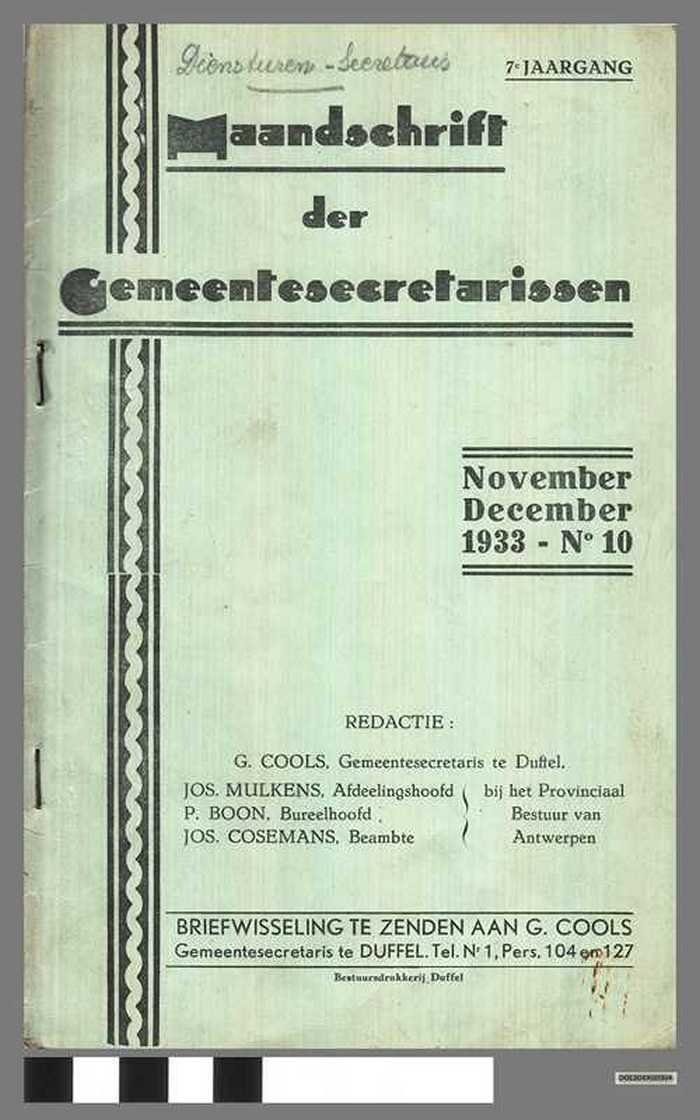 Diensturen - Secretaris
7e JAARGANG
Maandschrift
der
Gemeentesecretarissen
November
December
1933 - No 10
REDACTIE :
G. COOLS, Gemeentesecretaris te Duffel,
JOS. MULKENS, Afdeelingshoofd bij het Provinciaal
P. BOON, Bureelhoofd Bestuur van
JOS. COSEMANS, Beambte Antwerpen
BRIEFWISSELING TE ZENDEN AAN G. COOLS
Gemeentesecretaris te DUFFEL. Tel. Nr 1, Pers. 104 en 127
Bestuursdrukkerij Duffel